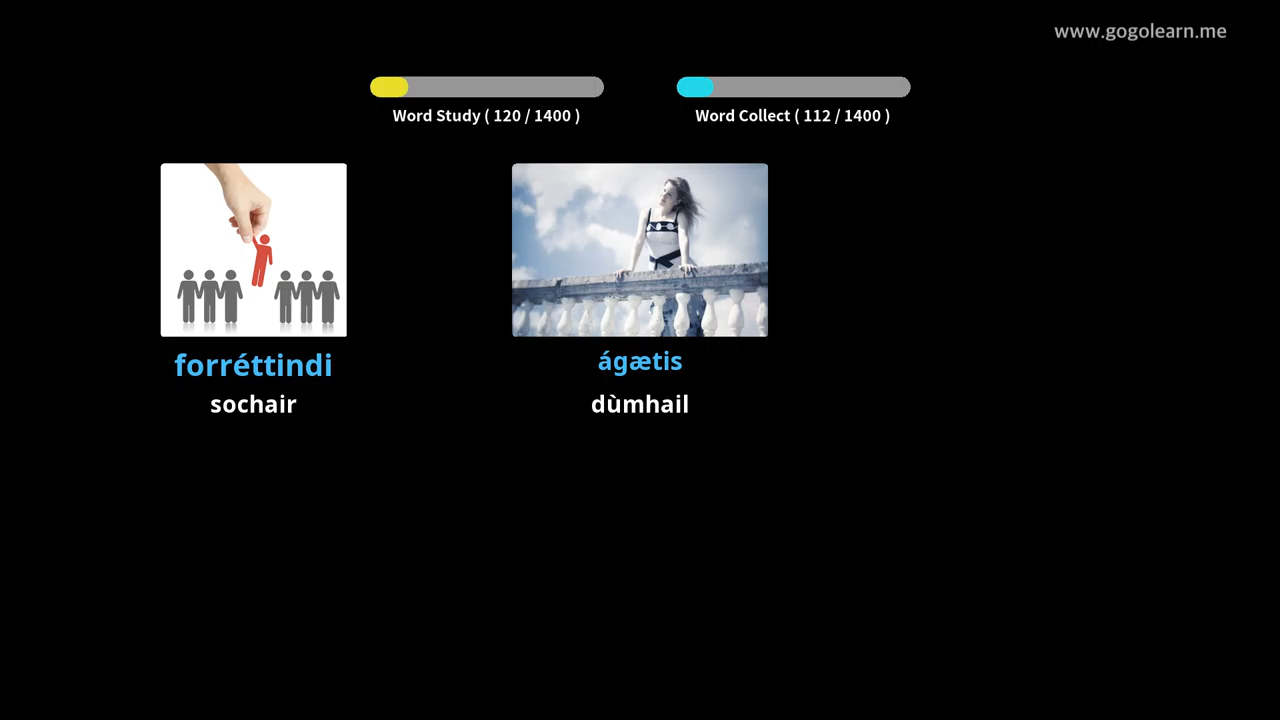 www.gogolearn.me
Word Study ( 120 / 1400 )
Word Collect ( 112 / 1400 )
forréttindi
sochair
ágætis
dùmhail